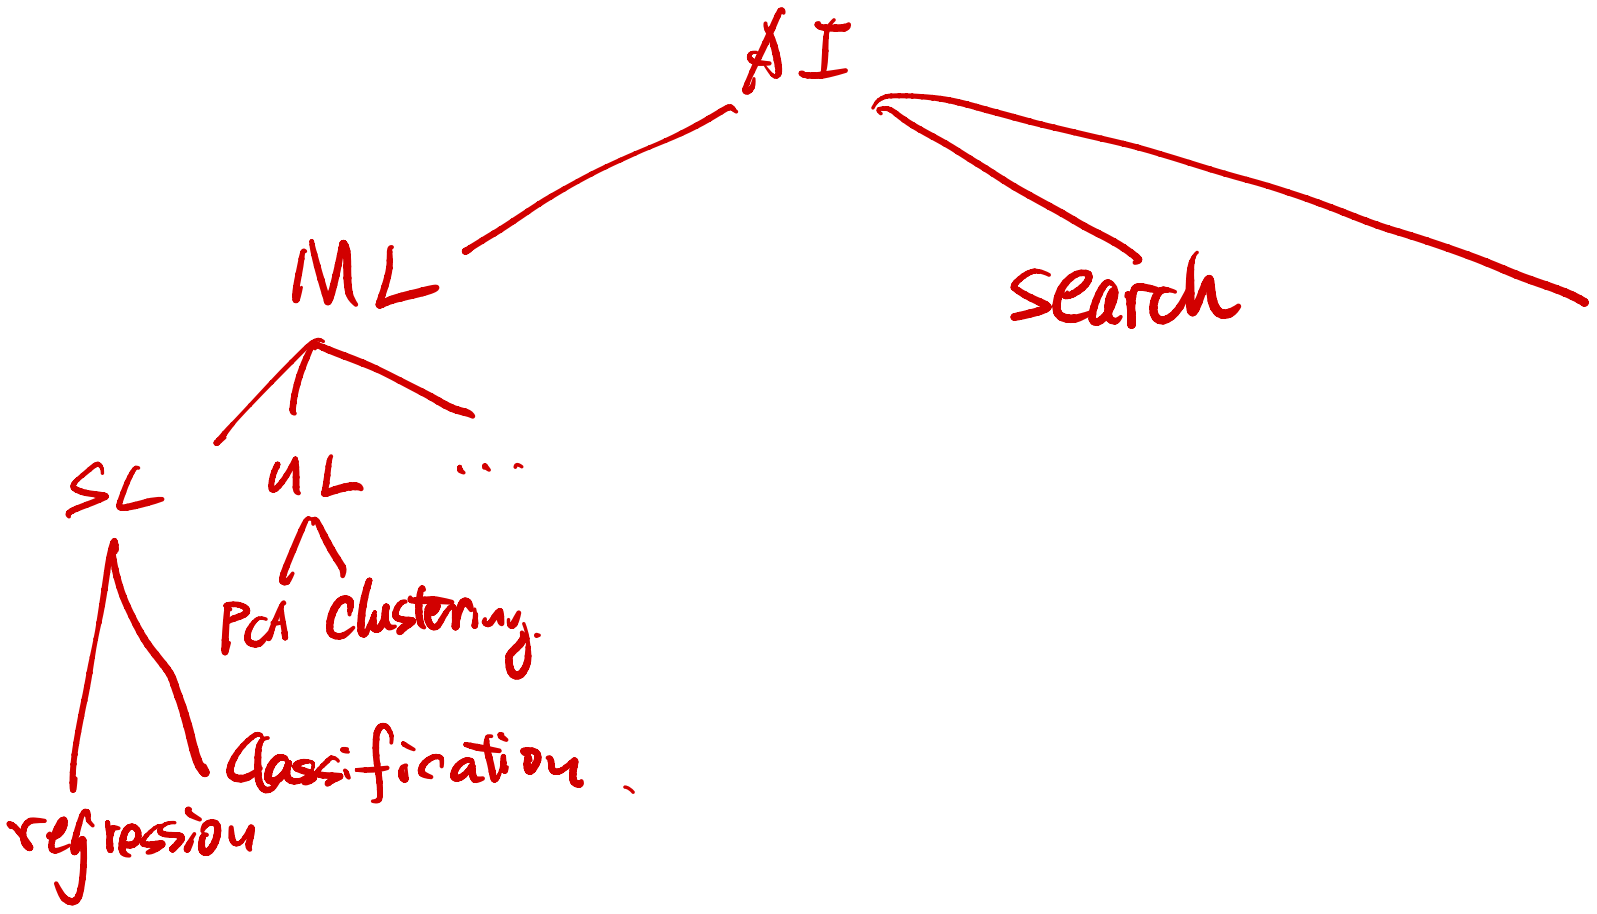 AI
ML
search
SL
UL
...
PCA
Clustering.
Classification
regression